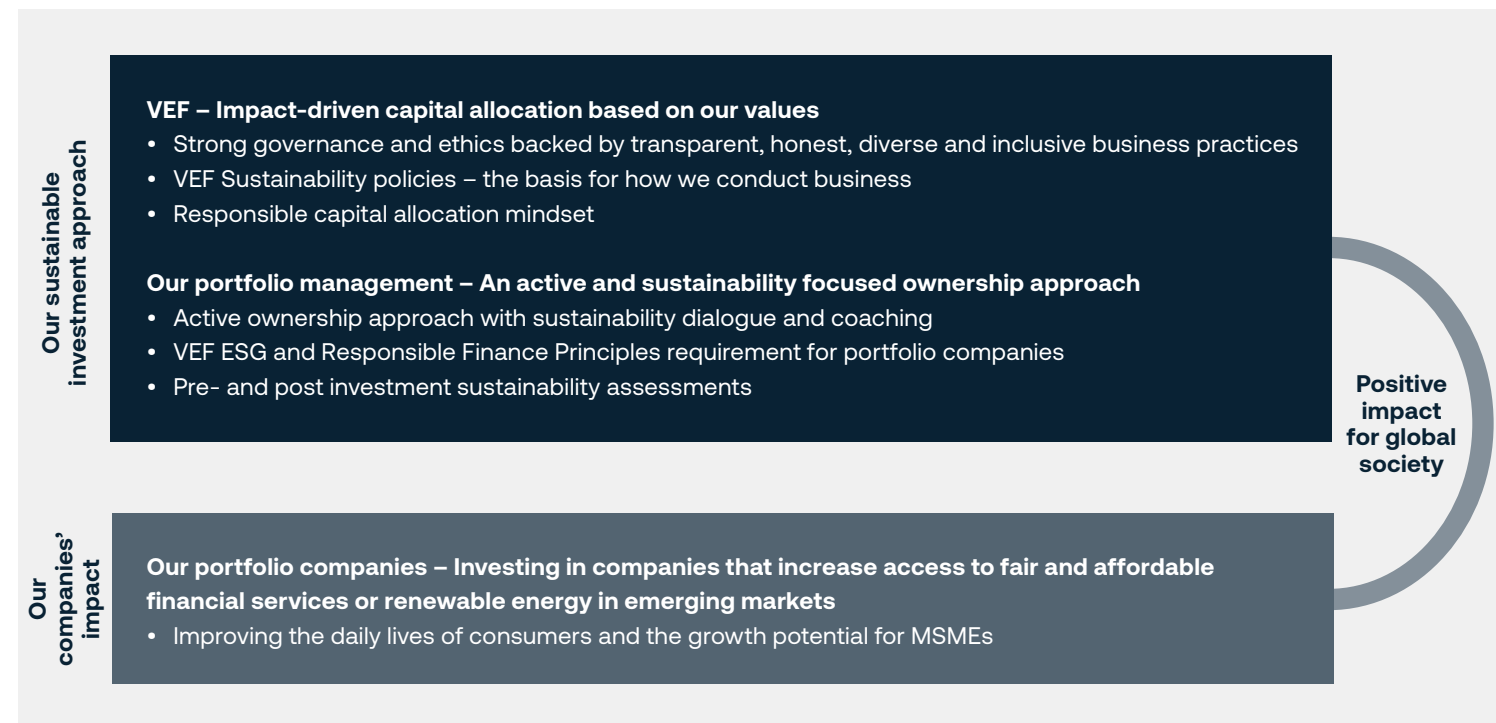 Our sustainable
investment approach
VEF – Impact-driven capital allocation based on our values
• Strong governance and ethics backed by transparent, honest, diverse and inclusive business practices
• VEF Sustainability policies – the basis for how we conduct business
• Responsible capital allocation mindset
Our portfolio management – An active and sustainability focused ownership approach
• Active ownership approach with sustainability dialogue and coaching
• VEF ESG and Responsible Finance Principles requirement for portfolio companies
• Pre- and post investment sustainability assessments
Positive
impact
for global
society
Our
companies’
impact
Our portfolio companies – Investing in companies that increase access to fair and affordable
financial services or renewable energy in emerging markets
• Improving the daily lives of consumers and the growth potential for MSMEs